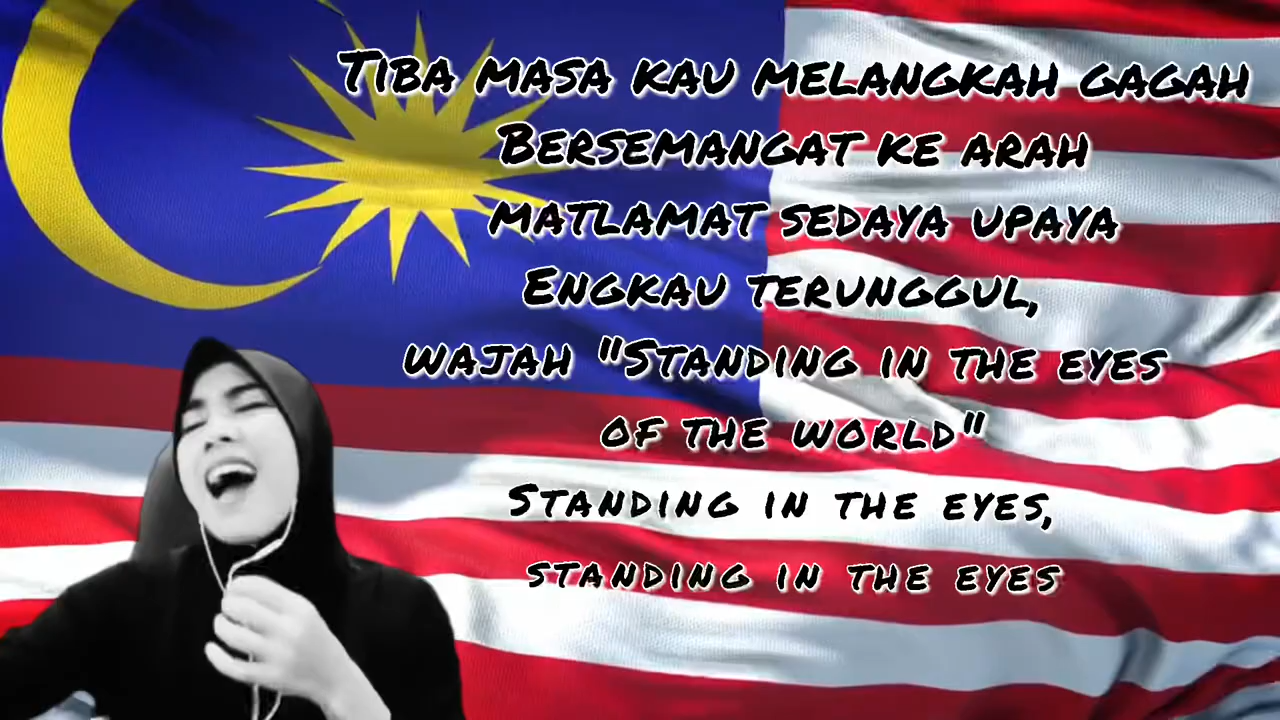 Tiba masa kau melangkah gagah
Bersemangat ke arah
matlamat sedaya upaya
Engkau terunggul,
wajah "Standing in the eyes
of the world"
Standing in the eyes,
standing in the eyes